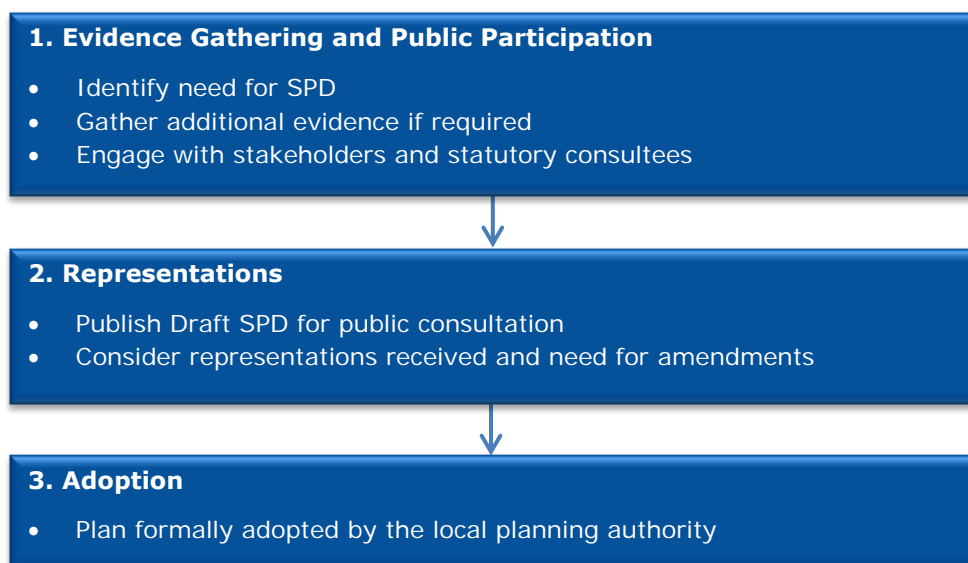 1. Evidence Gathering and Public Participation
• Identify need for SPD
• Gather additional evidence if required
• Engage with stakeholders and statutory consultees
2. Representations
• Publish Draft SPD for public consultation
• Consider representations received and need for amendments
3. Adoption
• Plan formally adopted by the local planning authority